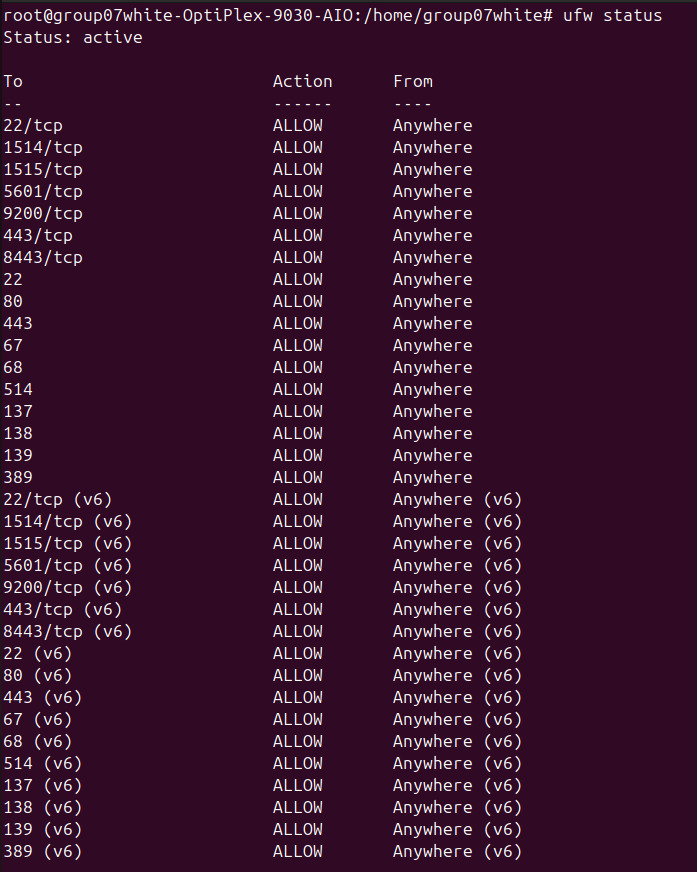 root@group07white-OptiPlex-9030-AIO:/home/group07white# ufw status
Status: active
To Action From
-- ------ ----
22/tcp ALLOW Anywhere
1514/tcp ALLOW Anywhere
1515/tcp ALLOW Anywhere
5601/tcp ALLOW Anywhere
9200/tcp ALLOW Anywhere
443/tcp ALLOW Anywhere
8443/tcp ALLOW Anywhere
22 ALLOW Anywhere
80 ALLOW Anywhere
443 ALLOW Anywhere
67 ALLOW Anywhere
68 ALLOW Anywhere
514 ALLOW Anywhere
137 ALLOW Anywhere
138 ALLOW Anywhere
139 ALLOW Anywhere
389 ALLOW Anywhere
22/tcp (v6) ALLOW Anywhere (v6)
1514/tcp (v6) ALLOW Anywhere (v6)
1515/tcp (v6) ALLOW Anywhere (v6)
5601/tcp (v6) ALLOW Anywhere (v6)
9200/tcp (v6) ALLOW Anywhere (v6)
443/tcp (v6) ALLOW Anywhere (v6)
8443/tcp (v6) ALLOW Anywhere (v6)
22 (v6) ALLOW Anywhere (v6)
80 (v6) ALLOW Anywhere (v6)
443 (v6) ALLOW Anywhere (v6)
67 (v6) ALLOW Anywhere (v6)
68 (v6) ALLOW Anywhere (v6)
514 (v6) ALLOW Anywhere (v6)
137 (v6) ALLOW Anywhere (v6)
138 (v6) ALLOW Anywhere (v6)
139 (v6) ALLOW Anywhere (v6)
389 (v6) ALLOW Anywhere (v6)